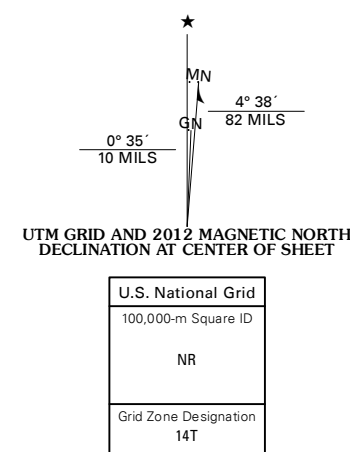 ★
MN
4° 38´
82 MILS
GN
0° 35´
10 MILS
UTM GRID AND 2012 MAGNETIC NORTH
DECLINATION AT CENTER OF SHEET
U.S. National Grid
100,000-m Square ID
NR
Grid Zone Designation
14T